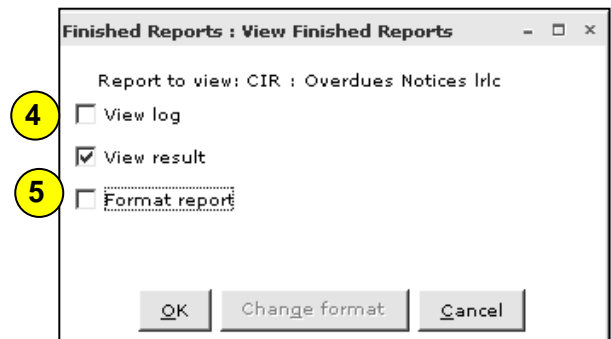 Finished Reports : View Finished Reports
Report to view: CIR : Overdues Notices lrlc
4 View log
View result
5 Format report
OK Change format Cancel